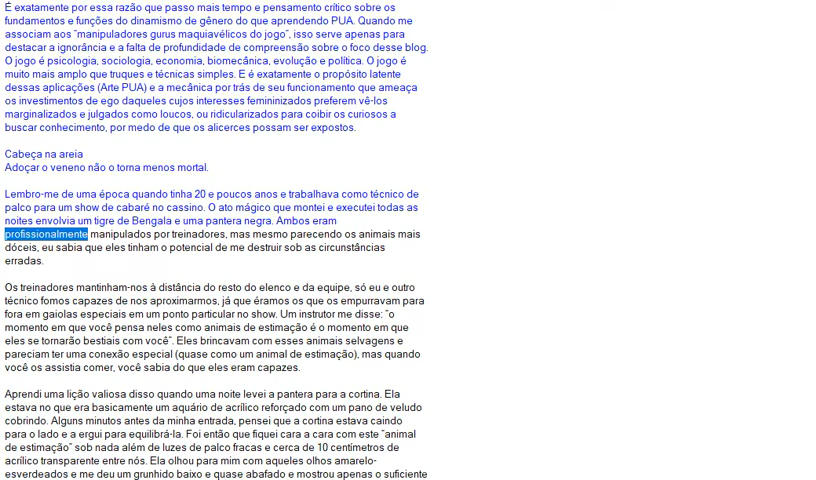 É exatamente por essa razão que passo mais tempo e pensamento crítico sobre os
fundamentos e funções do dinamismo de gênero do que aprendendo PUA. Quando me
associam aos "manipuladores gurus maquiavélicos do jogo", isso serve apenas para
destacar a ignorância e a falta de profundidade de compreensão sobre o foco desse blog.
O jogo é psicologia, sociologia, economia, biomecânica, evolução e política. O jogo é
muito mais amplo que truques e técnicas simples. E é exatamente o propósito latente
dessas aplicações (Arte PUA) e a mecânica por trás de seu funcionamento que ameaça
os investimentos de ego daqueles cujos interesses femininizados preferem vê-los
marginalizados e julgados como loucos, ou ridicularizados para coibir os curiosos a
buscar conhecimento, por medo de que os alicerces possam ser expostos.
Cabeça na areia
Adoçar o veneno não o torna menos mortal.
Lembro-me de uma época quando tinha 20 e poucos anos e trabalhava como técnico de
palco para um show de cabaré no cassino. O ato mágico que montei e executei todas as
noites envolvia um tigre de Bengala e uma pantera negra. Ambos eram
profissionalmente manipulados por treinadores, mas mesmo parecendo os animais mais
dóceis, eu sabia que eles tinham o potencial de me destruir sob as circunstâncias
erradas.
Os treinadores mantinham-nos à distância do resto do elenco e da equipe, só eu e outro
técnico fomos capazes de nos aproximarmos, já que éramos os que os empurravam para
fora em gaiolas especiais em um ponto particular no show. Um instrutor me disse: "o
momento em que você pensa neles como animais de estimação é o momento em que
eles se tornarão bestiais com você". Eles brincavam com esses animais selvagens e
pareciam ter uma conexão especial (quase como um animal de estimação), mas quando
você os assistia comer, você sabia do que eles eram capazes.
Aprendi uma lição valiosa disso quando uma noite levei a pantera para a cortina. Ela
estava no que era basicamente um aquário de acrílico reforçado com um pano de veludo
cobrindo. Alguns minutos antes da minha entrada, pensei que a cortina estava caindo
para o lado e a ergui para equilibrá-la. Foi então que fiquei cara a cara com este "animal
de estimação" sob nada além de luzes de palco fracas e cerca de 10 centímetros de
acrílico transparente entre nós. Ela olhou para mim com aqueles olhos amarelo-
esverdeados e me deu um grunhido baixo e quase abafado e mostrou apenas o suficiente